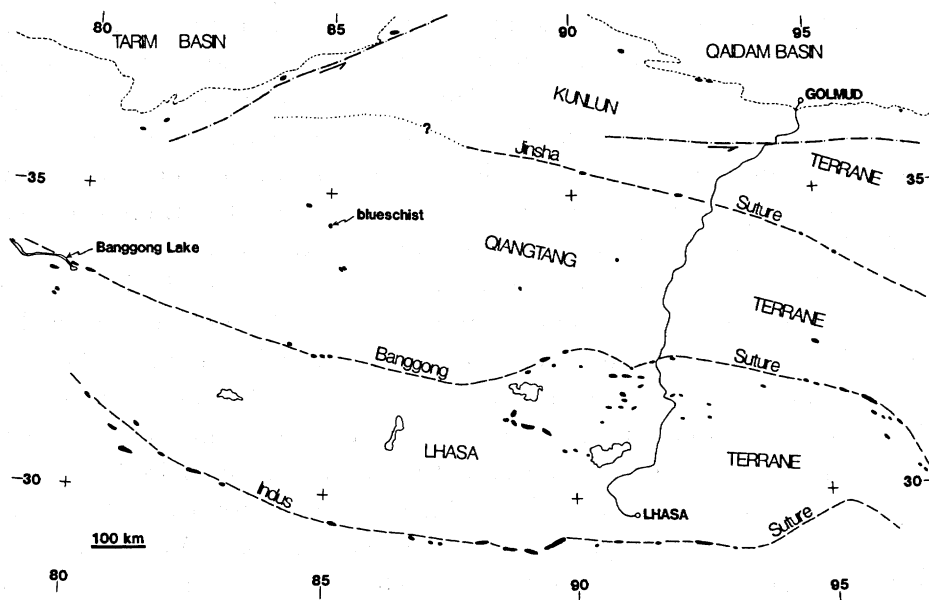 80
85
90
95
TARIM BASIN
QAIDAM BASIN
KUNLUN
GOLMUD
?
Jinsha
TERRANE
35
35
Suture
blueschist
Banggong Lake
QIANGTANG
TERRANE
Banggong
Suture
LHASA
TERRANE
30
30
Indus
LHASA
Suture
100 km
80
85
90
95